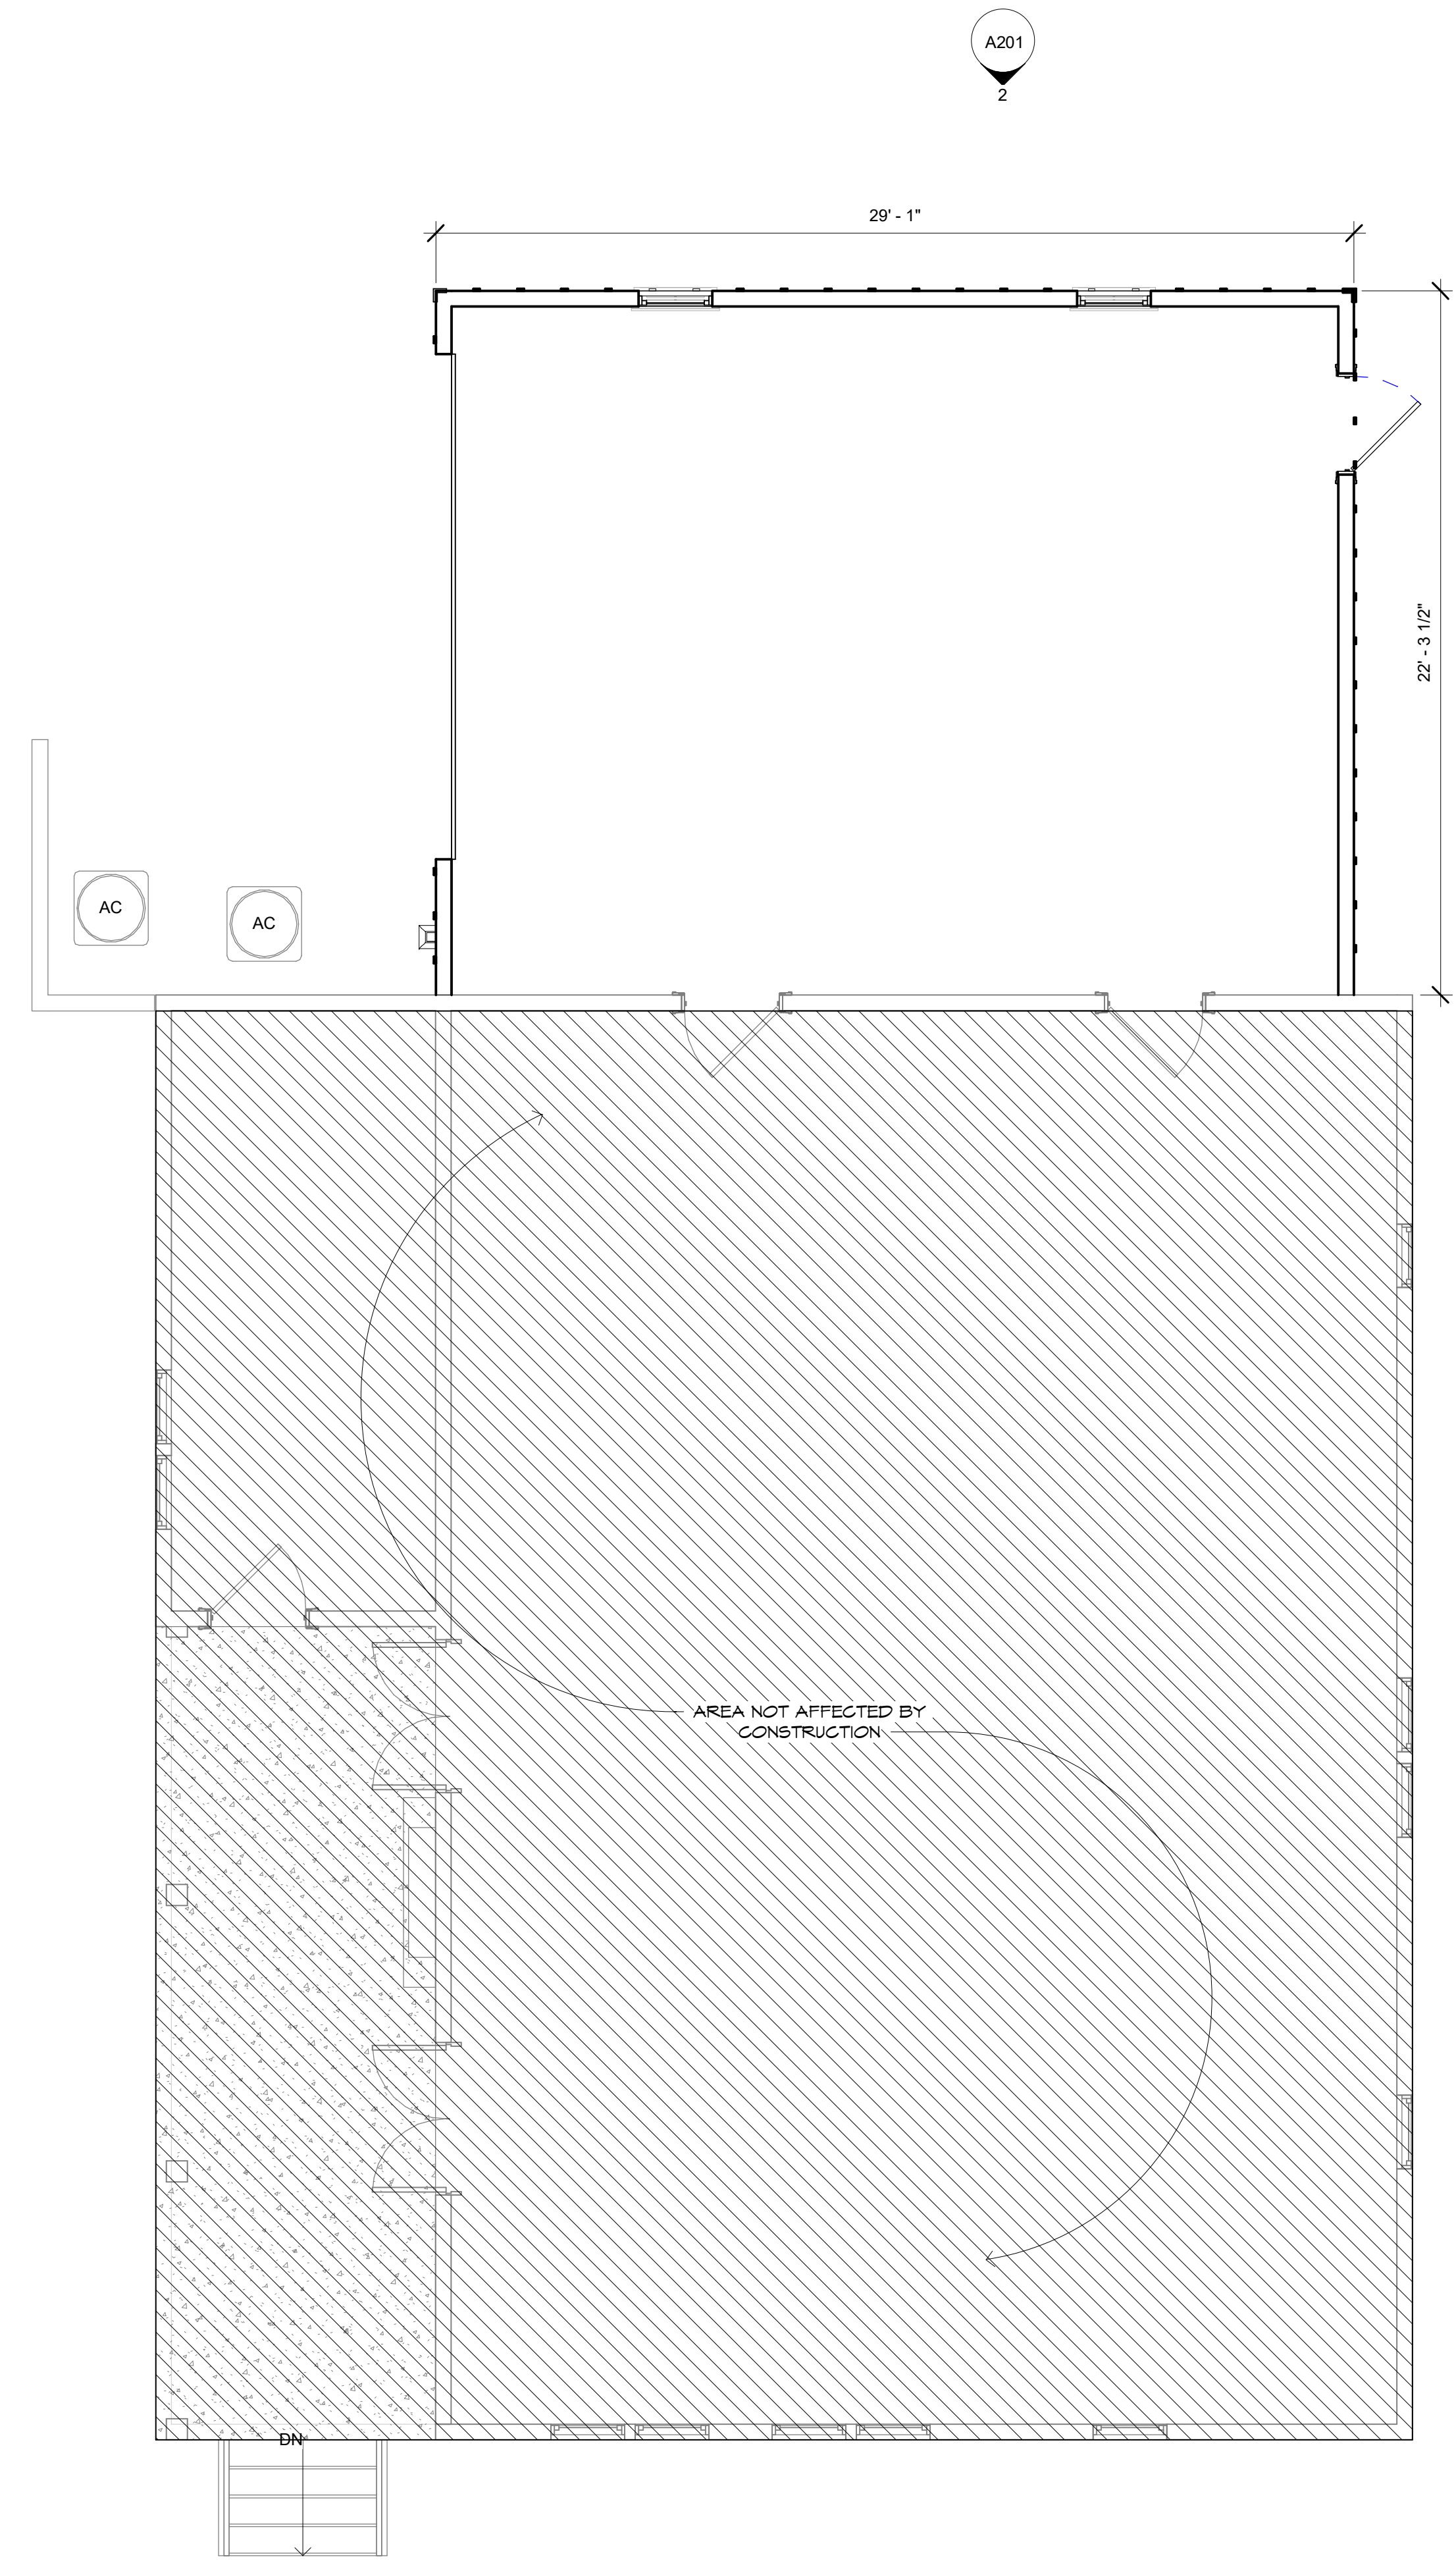 A201
2
29' - 1"
22' - 3 1/2"
AC
AC
AREA NOT AFFECTED BY
CONSTRUCTION
DN